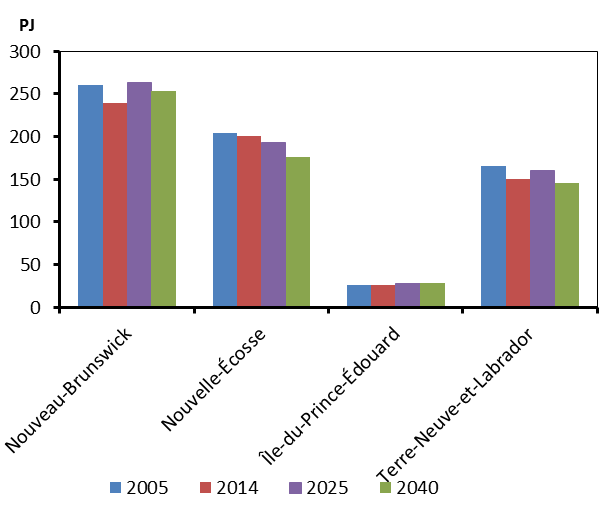 PJ
300
250
200
150
100
50
0
Nouveau-Brunswick
Nouvelle-Écosse
Île-du-Prince-Édouard
Terre-Neuve-et-Labrador
2005 2014 2025 2040